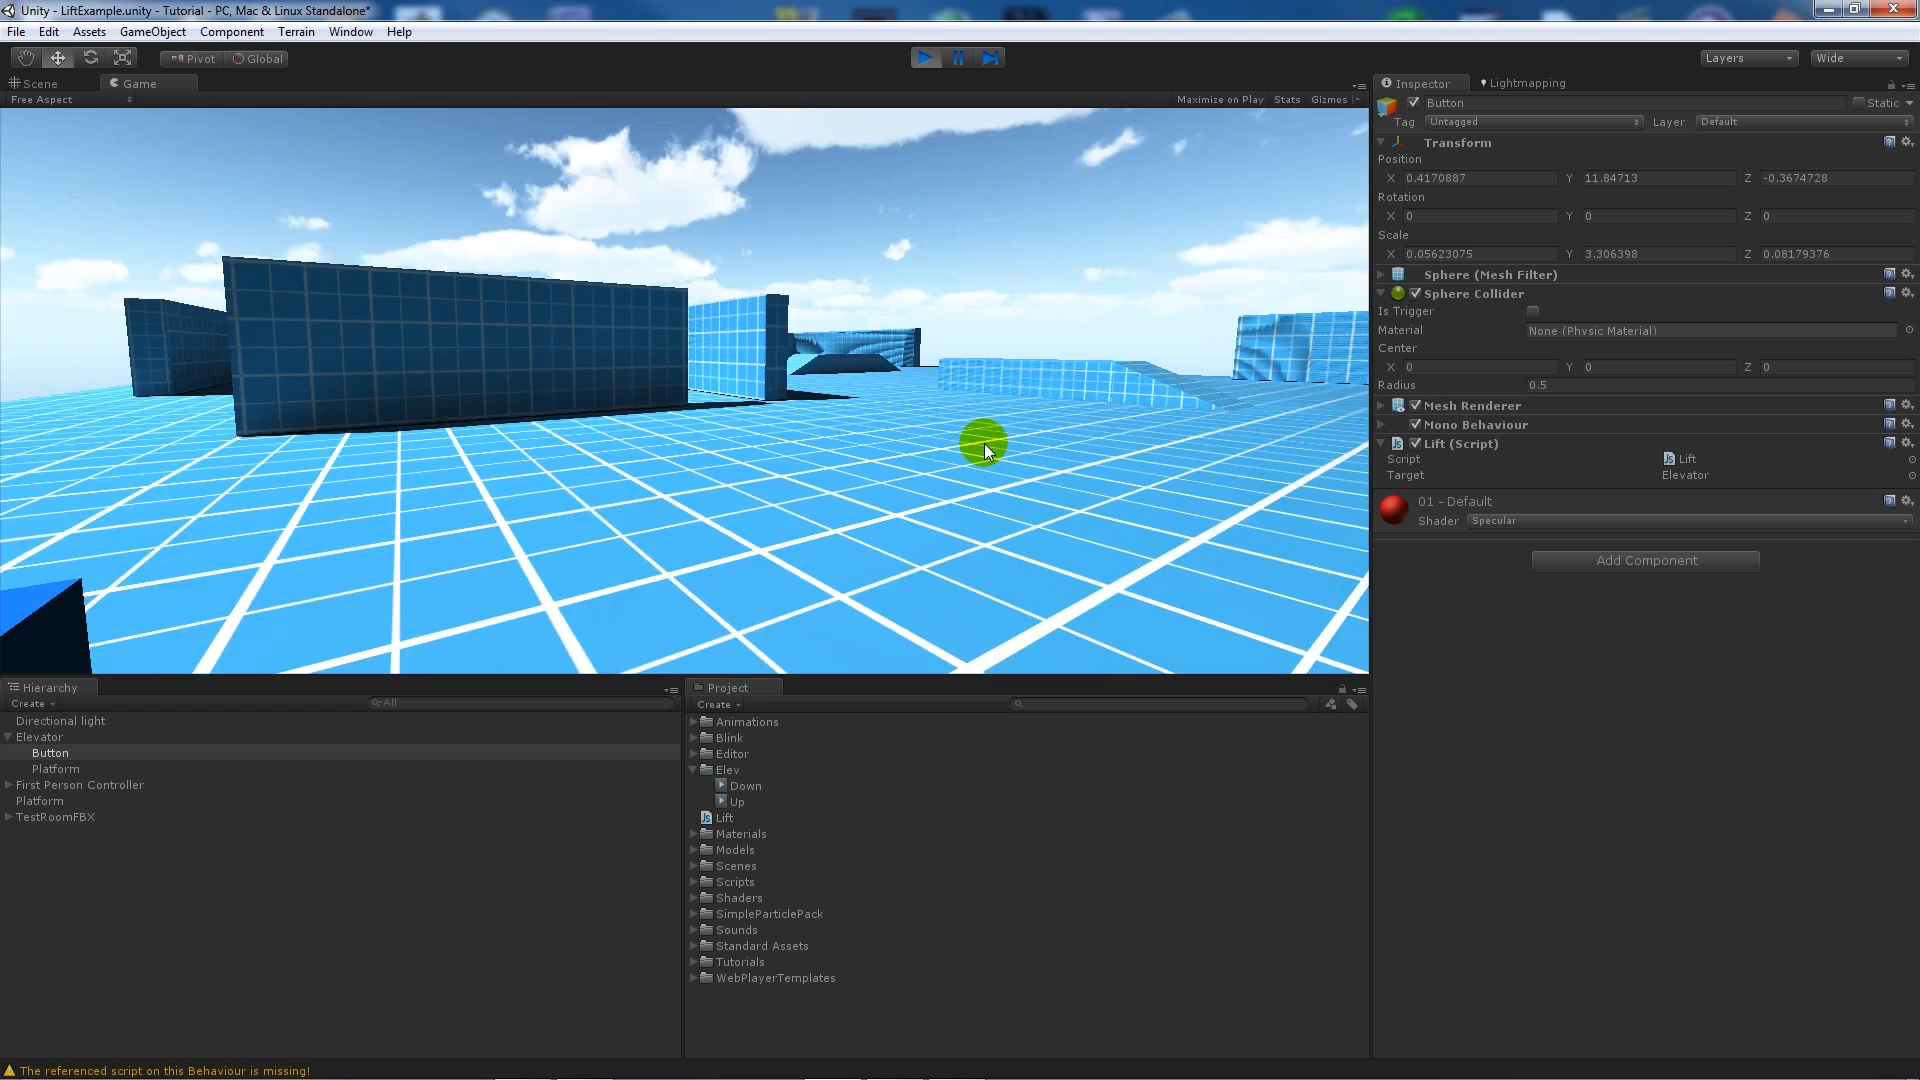 Unity - LiftExample.unity - Tutorial - PC, Mac & Linux Standalone*
File Edit Assets GameObject Component Terrain Window Help
Pivot Global Layers Wide
Scene Game
Free Aspect Maximize on Play Stats Gizmos
Inspector Lightmapping
Button Static
Tag Untagged Layer Default
Transform
Position
X 0.4170887 Y 11.84713 Z -0.3674728
Rotation
X 0 Y 0 Z 0
Scale
X 0.05623075 Y 3.306398 Z 0.08179376
Sphere (Mesh Filter)
Sphere Collider
Is Trigger
Material None (Physic Material)
Center
X 0 Y 0 Z 0
Radius 0.5
Mesh Renderer
Mono Behaviour
Lift (Script)
Script Lift
Target Elevator
01 - Default
Shader Specular
Add Component
Hierarchy
Create All
Directional light
Elevator
Button
Platform
First Person Controller
Platform
TestRoomFBX
Project
Create
Animations
Blink
Editor
Elev
Down
Up
Lift
Materials
Models
Scenes
Scripts
Shaders
SimpleParticlePack
Sounds
Standard Assets
Tutorials
WebPlayerTemplates
The referenced script on this Behaviour is missing!